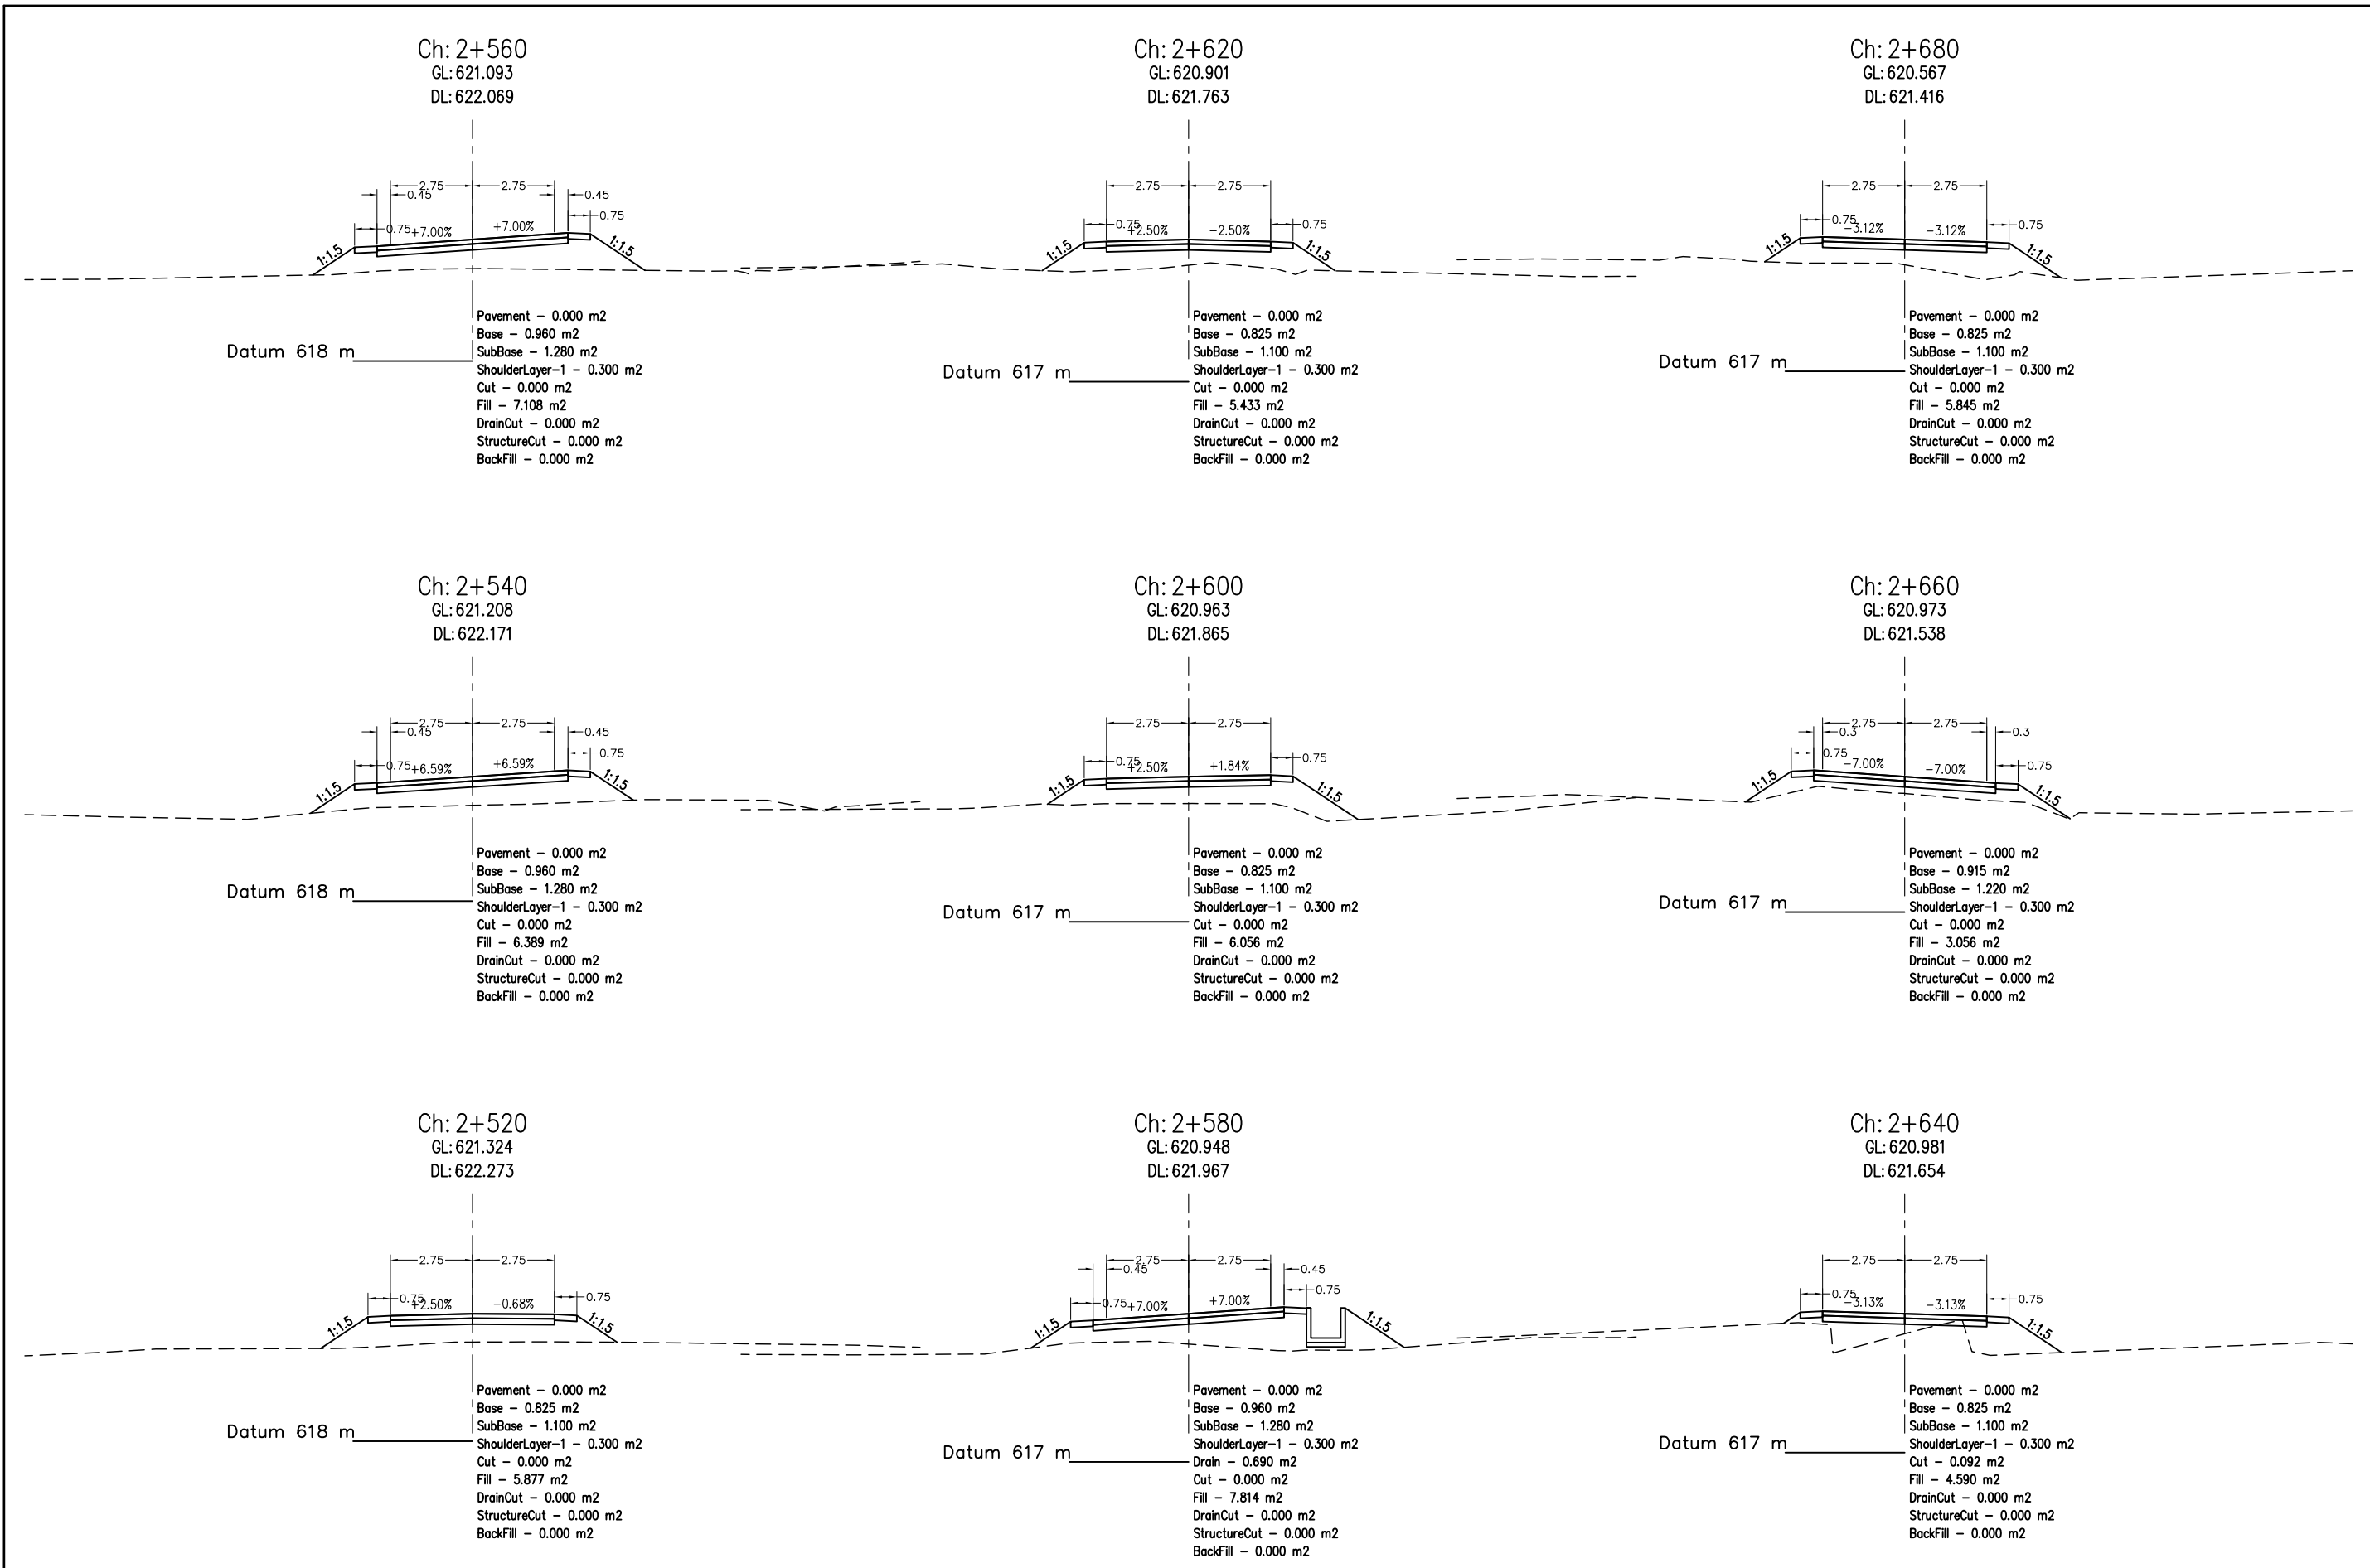 Ch: 2+560
GL: 621.093
DL: 622.069
2.75 2.75
0.45 0.45
0.75 0.75
+7.00% +7.00%
1:1.5 1:1.5
Datum 618 m
Pavement - 0.000 m2
Base - 0.960 m2
SubBase - 1.280 m2
ShoulderLayer-1 - 0.300 m2
Cut - 0.000 m2
Fill - 7.108 m2
DrainCut - 0.000 m2
StructureCut - 0.000 m2
BackFill - 0.000 m2
Ch: 2+620
GL: 620.901
DL: 621.763
2.75 2.75
0.75 0.75
+2.50% -2.50%
1:1.5 1:1.5
Datum 617 m
Pavement - 0.000 m2
Base - 0.825 m2
SubBase - 1.100 m2
ShoulderLayer-1 - 0.300 m2
Cut - 0.000 m2
Fill - 5.433 m2
DrainCut - 0.000 m2
StructureCut - 0.000 m2
BackFill - 0.000 m2
Ch: 2+680
GL: 620.567
DL: 621.416
2.75 2.75
0.75 0.75
-3.12% -3.12%
1:1.5 1:1.5
Datum 617 m
Pavement - 0.000 m2
Base - 0.825 m2
SubBase - 1.100 m2
ShoulderLayer-1 - 0.300 m2
Cut - 0.000 m2
Fill - 5.845 m2
DrainCut - 0.000 m2
StructureCut - 0.000 m2
BackFill - 0.000 m2
Ch: 2+540
GL: 621.208
DL: 622.171
2.75 2.75
0.45 0.45
0.75 0.75
+6.59% +6.59%
1:1.5 1:1.5
Datum 618 m
Pavement - 0.000 m2
Base - 0.960 m2
SubBase - 1.280 m2
ShoulderLayer-1 - 0.300 m2
Cut - 0.000 m2
Fill - 6.389 m2
DrainCut - 0.000 m2
StructureCut - 0.000 m2
BackFill - 0.000 m2
Ch: 2+600
GL: 620.963
DL: 621.865
2.75 2.75
0.75 0.75
+2.50% +1.84%
1:1.5 1:1.5
Datum 617 m
Pavement - 0.000 m2
Base - 0.825 m2
SubBase - 1.100 m2
ShoulderLayer-1 - 0.300 m2
Cut - 0.000 m2
Fill - 6.056 m2
DrainCut - 0.000 m2
StructureCut - 0.000 m2
BackFill - 0.000 m2
Ch: 2+660
GL: 620.973
DL: 621.538
2.75 2.75
0.3 0.3
0.75 0.75
-7.00% -7.00%
1:1.5 1:1.5
Datum 617 m
Pavement - 0.000 m2
Base - 0.915 m2
SubBase - 1.220 m2
ShoulderLayer-1 - 0.300 m2
Cut - 0.000 m2
Fill - 3.056 m2
DrainCut - 0.000 m2
StructureCut - 0.000 m2
BackFill - 0.000 m2
Ch: 2+520
GL: 621.324
DL: 622.273
2.75 2.75
0.75 0.75
+2.50% -0.68%
1:1.5 1:1.5
Datum 618 m
Pavement - 0.000 m2
Base - 0.825 m2
SubBase - 1.100 m2
ShoulderLayer-1 - 0.300 m2
Cut - 0.000 m2
Fill - 5.877 m2
DrainCut - 0.000 m2
StructureCut - 0.000 m2
BackFill - 0.000 m2
Ch: 2+580
GL: 620.948
DL: 621.967
2.75 2.75
0.45 0.45
0.75 0.75
+7.00% +7.00%
1:1.5 1:1.5
Datum 617 m
Pavement - 0.000 m2
Base - 0.960 m2
SubBase - 1.280 m2
ShoulderLayer-1 - 0.300 m2
Drain - 0.690 m2
Cut - 0.000 m2
Fill - 7.814 m2
DrainCut - 0.000 m2
StructureCut - 0.000 m2
BackFill - 0.000 m2
Ch: 2+640
GL: 620.981
DL: 621.654
2.75 2.75
0.75 0.75
-3.13% -3.13%
1:1.5
Datum 617 m
Pavement - 0.000 m2
Base - 0.825 m2
SubBase - 1.100 m2
ShoulderLayer-1 - 0.300 m2
Cut - 0.092 m2
Fill - 4.590 m2
DrainCut - 0.000 m2
StructureCut - 0.000 m2
BackFill - 0.000 m2